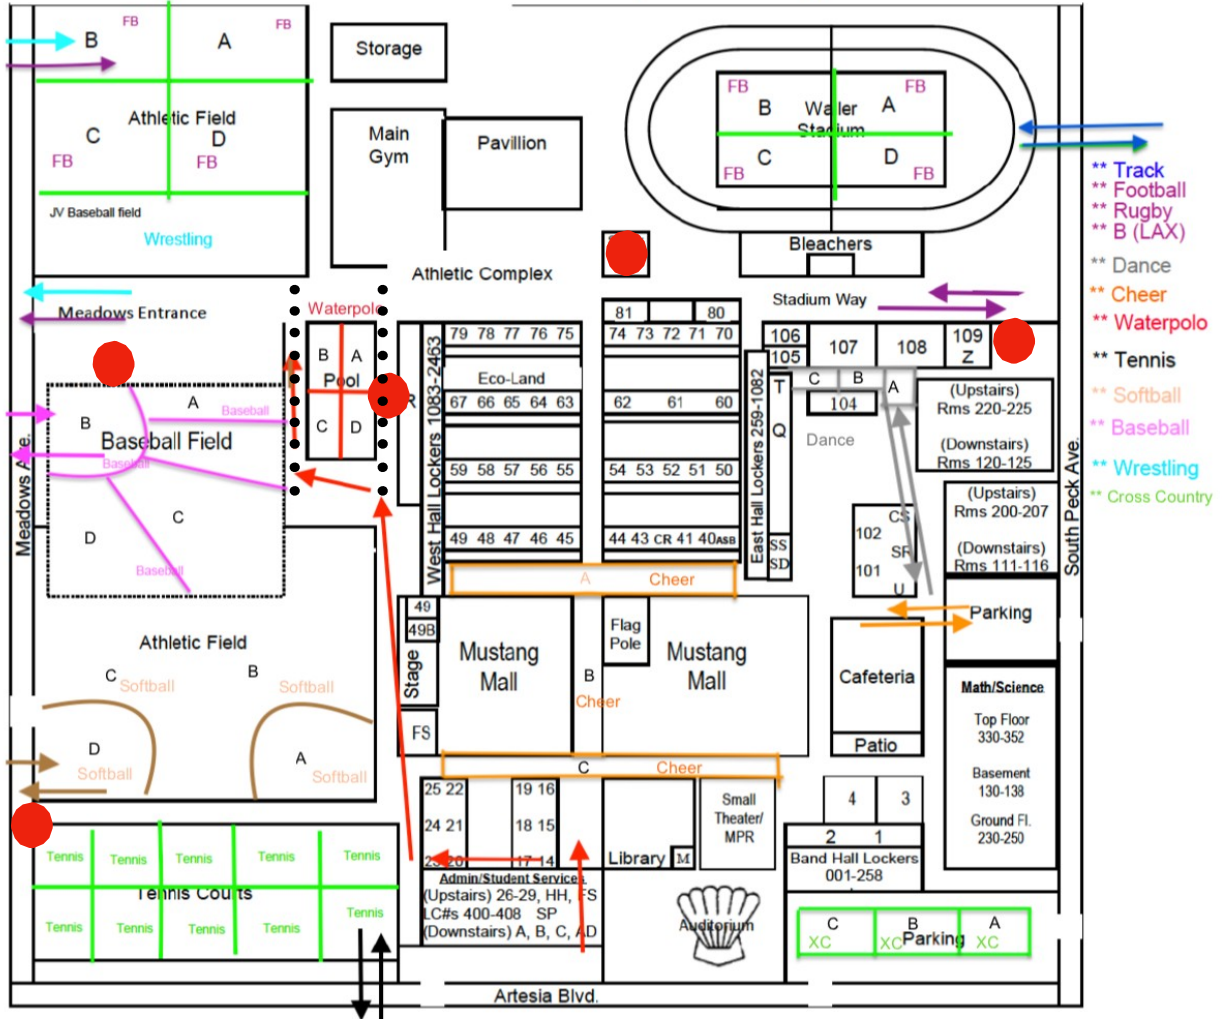 FB
FB
B
A
Storage
Athletic Field
C
D
FB
FB
JV Baseball field
Wrestling
Main
Gym
Pavillion
FB
FB
B
A
Waller
Stadium
C
D
FB
FB
Bleachers
** Track
** Football
** Rugby
** B (LAX)
** Dance
** Cheer
** Waterpolo
** Tennis
** Softball
** Baseball
** Wrestling
** Cross Country
Athletic Complex
Meadows Entrance
Waterpolo
Stadium Way
81
80
79 78 77 76 75
74 73 72 71 70
106
105
107
108
109
Z
B
A
Pool
C
D
R
West Hall Lockers 1083-2463
Eco-Land
67 66 65 64 63
62 61 60
59 58 57 56 55
54 53 52 51 50
49 48 47 46 45
44 43 CR 41 40 ASB
East Hall Lockers 259-1082
T
Q
SS
SD
C
B
A
104
Dance
(Upstairs)
Rms 220-225
(Downstairs)
Rms 120-125
(Upstairs)
Rms 200-207
(Downstairs)
Rms 111-116
CS
102
SR
101
U
South Peck Ave.
Meadows Ave.
A
B
Baseball
Baseball Field
Baseball
C
D
Baseball
A
Cheer
49
49B
Stage
FS
Mustang
Mall
B
Cheer
Flag
Pole
Mustang
Mall
Parking
Cafeteria
Patio
Math/Science
Top Floor
330-352
Basement
130-138
Ground Fl.
230-250
Athletic Field
C
Softball
B
Softball
D
Softball
A
Softball
C
Cheer
25 22
19 16
24 21
18 15
23 20
17 14
Library
M
Small
Theater/
MPR
4
3
2
1
Band Hall Lockers
001-258
Admin/Student Services
(Upstairs) 26-29, HH, FS
LC#s 400-408 SP
(Downstairs) A, B, C, AD
Auditorium
Tennis
Tennis
Tennis
Tennis
Tennis
Tennis Courts
Tennis
Tennis
Tennis
Tennis
Tennis
C
B
A
XC
XC
Parking
XC
Artesia Blvd.